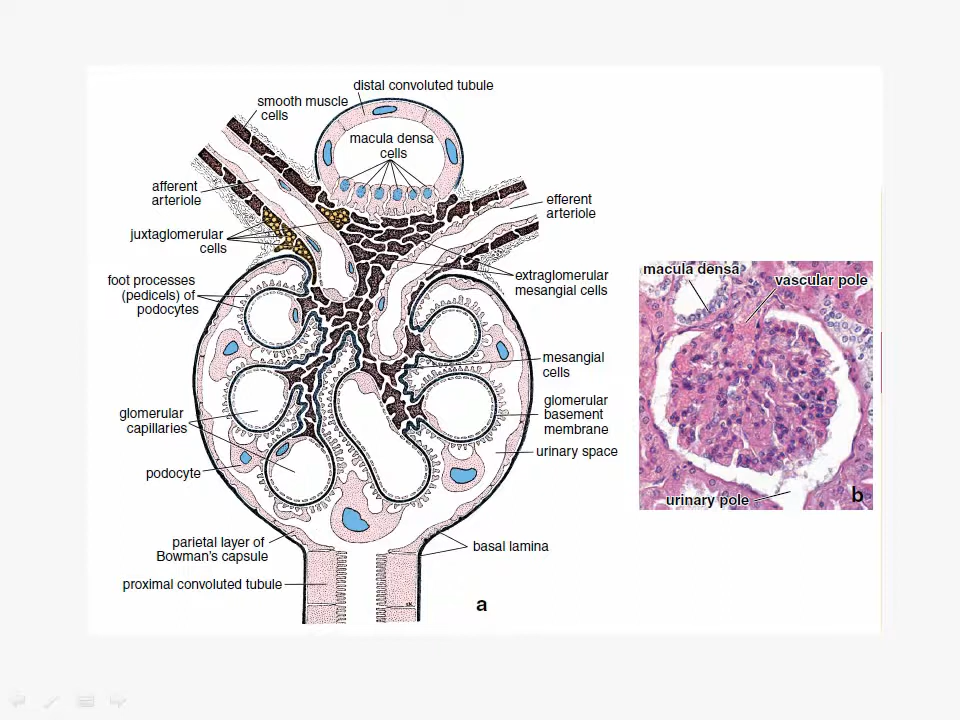 distal convoluted tubule
smooth muscle
cells
macula densa
cells
afferent
arteriole
efferent
arteriole
juxtaglomerular
cells
extraglomerular
mesangial cells
foot processes
(pedicels) of
podocytes
mesangial
cells
glomerular
basement
membrane
glomerular
capillaries
urinary space
podocyte
parietal layer of
Bowman's capsule
basal lamina
proximal convoluted tubule
a
macula densa
vascular pole
urinary pole
b